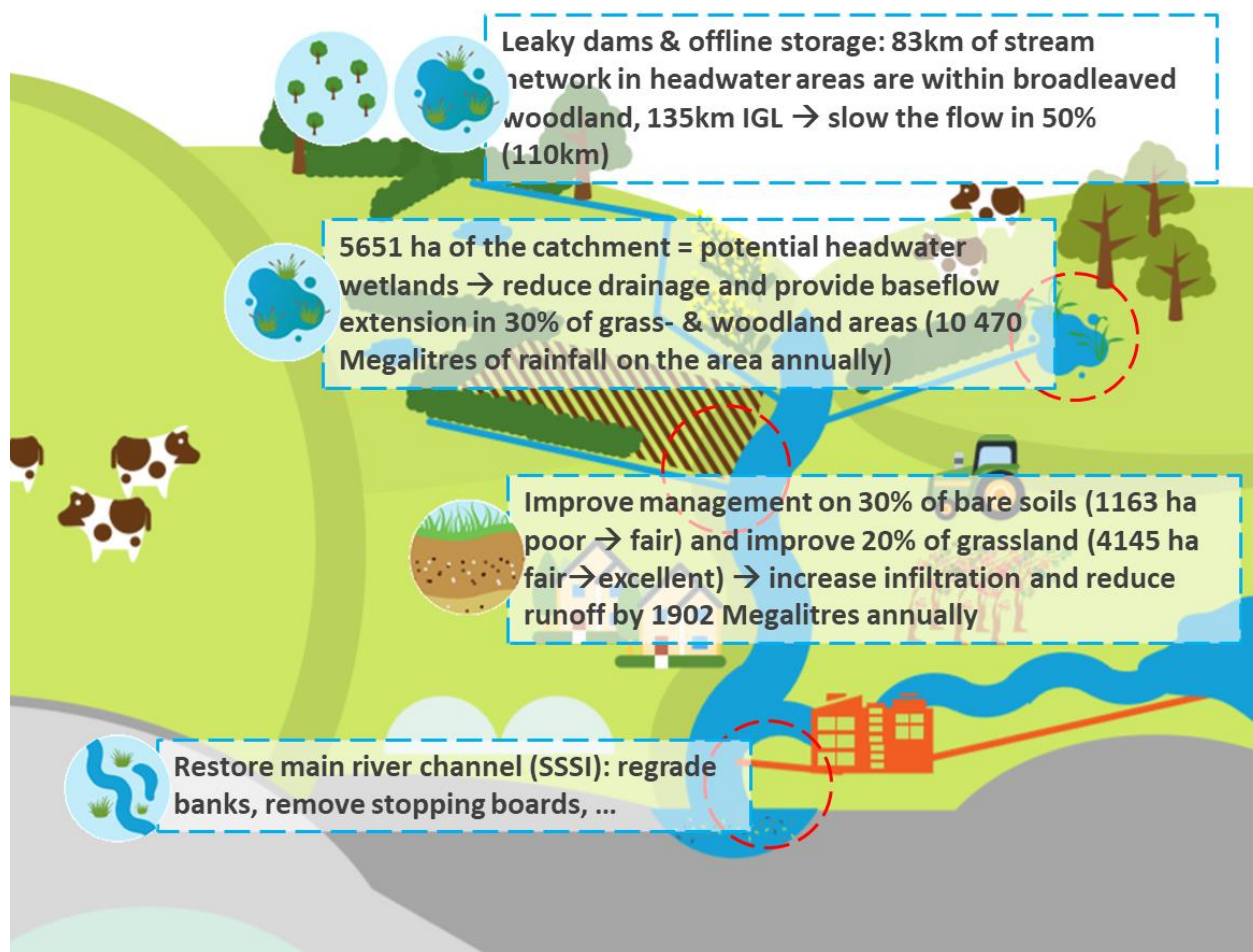 Leaky dams & offline storage: 83km of stream
network in headwater areas are within broadleaved
woodland, 135km IGL → slow the flow in 50%
(110km)
5651 ha of the catchment = potential headwater
wetlands → reduce drainage and provide baseflow
extension in 30% of grass- & woodland areas (10 470
Megalitres of rainfall on the area annually)
Improve management on 30% of bare soils (1163 ha
poor → fair) and improve 20% of grassland (4145 ha
fair→excellent) → increase infiltration and reduce
runoff by 1902 Megalitres annually
Restore main river channel (SSSI): regrade
banks, remove stopping boards, ...